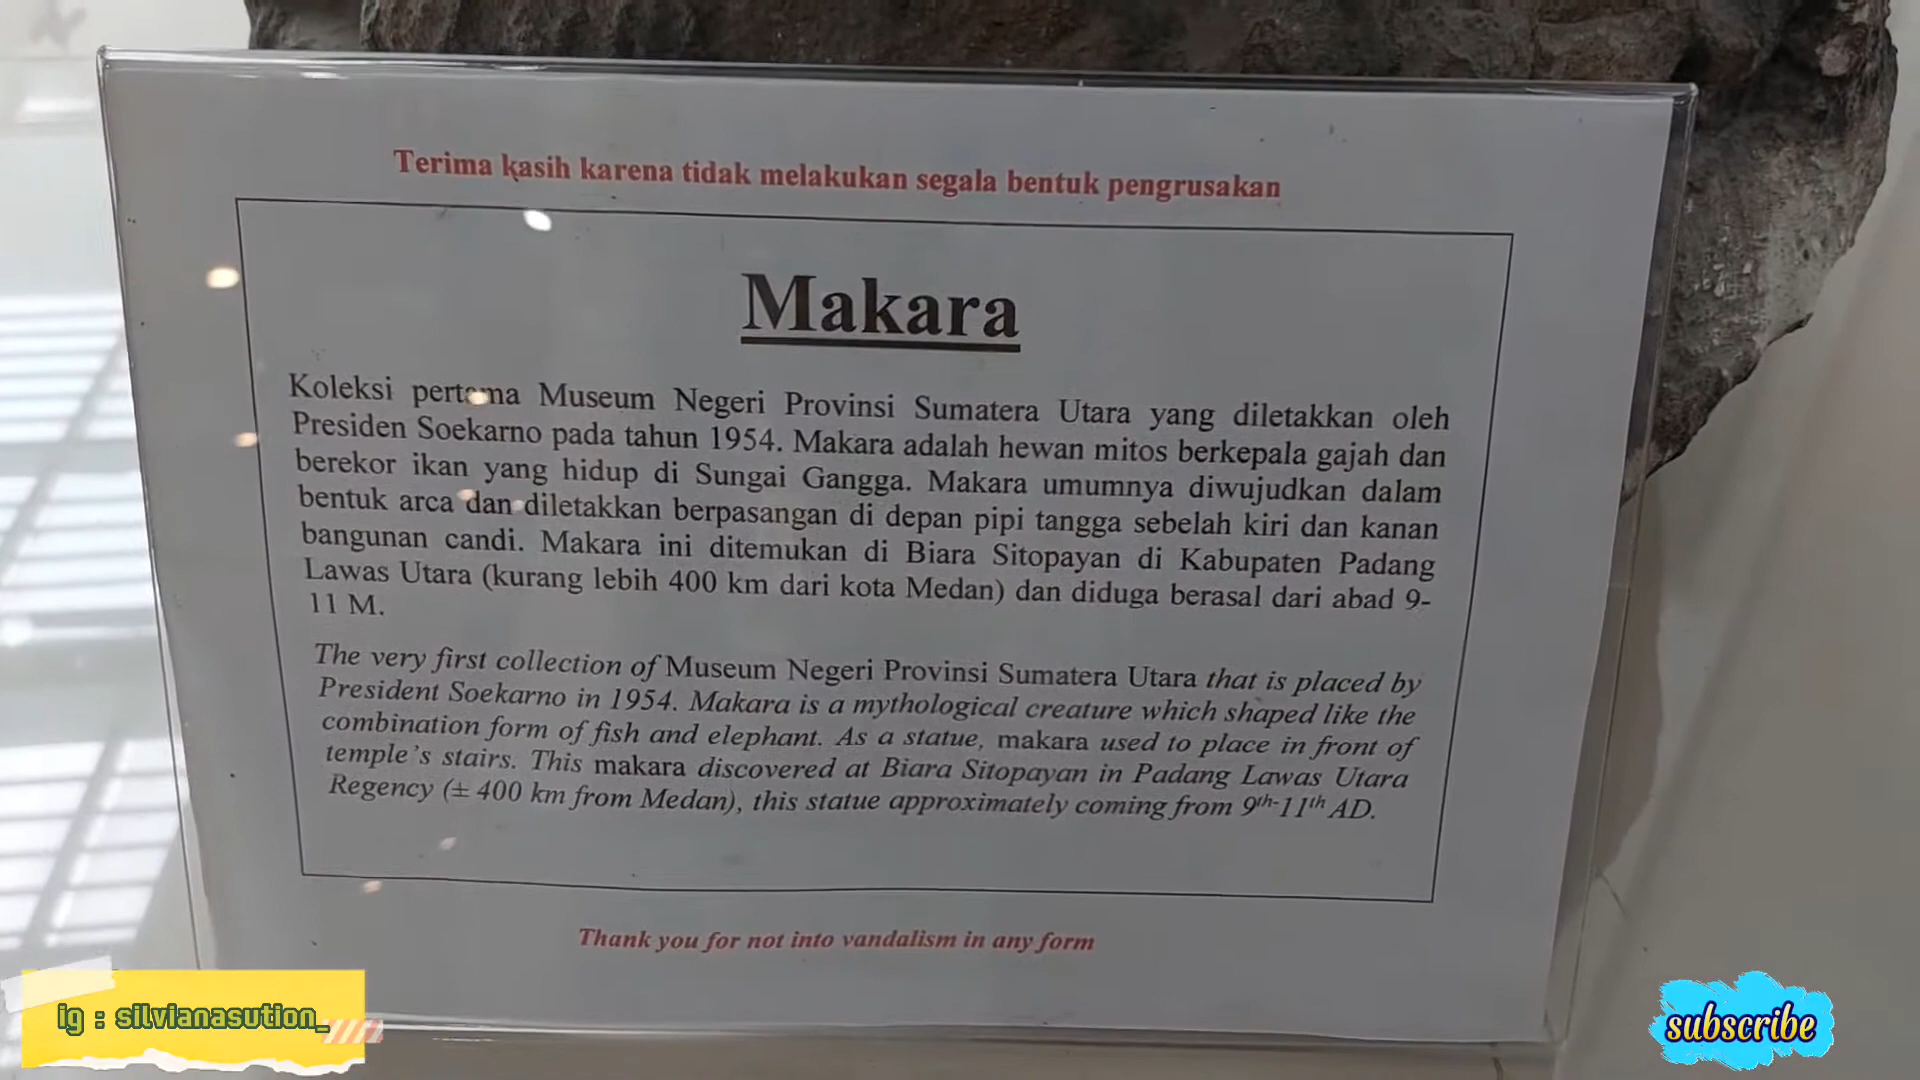 Terima kasih karena tidak melakukan segala bentuk pengrusakan
Makara
Koleksi pertama Museum Negeri Provinsi Sumatera Utara yang diletakkan oleh
Presiden Soekarno pada tahun 1954. Makara adalah hewan mitos berkepala gajah dan
berekor ikan yang hidup di Sungai Gangga. Makara umumnya diwujudkan dalam
bentuk arca dan diletakkan berpasangan di depan pipi tangga sebelah kiri dan kanan
bangunan candi. Makara ini ditemukan di Biara Sitopayan di Kabupaten Padang
Lawas Utara (kurang lebih 400 km dari kota Medan) dan diduga berasal dari abad 9-
11 M.
The very first collection of Museum Negeri Provinsi Sumatera Utara that is placed by
President Soekarno in 1954. Makara is a mythological creature which shaped like the
combination form of fish and elephant. As a statue, makara used to place in front of
temple's stairs. This makara discovered at Biara Sitopayan in Padang Lawas Utara
Regency (± 400 km from Medan), this statue approximately coming from 9th-11th AD.
Thank you for not into vandalism in any form
ig : silvianasution_
subscribe